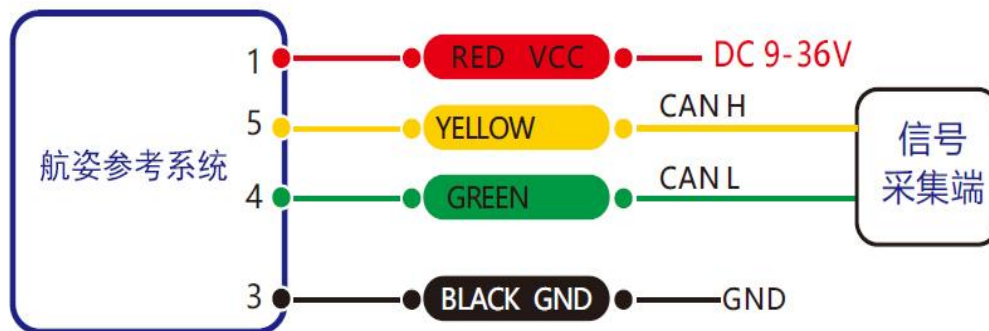 航姿参考系统
1 RED VCC DC 9-36V
5 YELLOW CAN H
4 GREEN CAN L
3 BLACK GND GND
信号
采集端